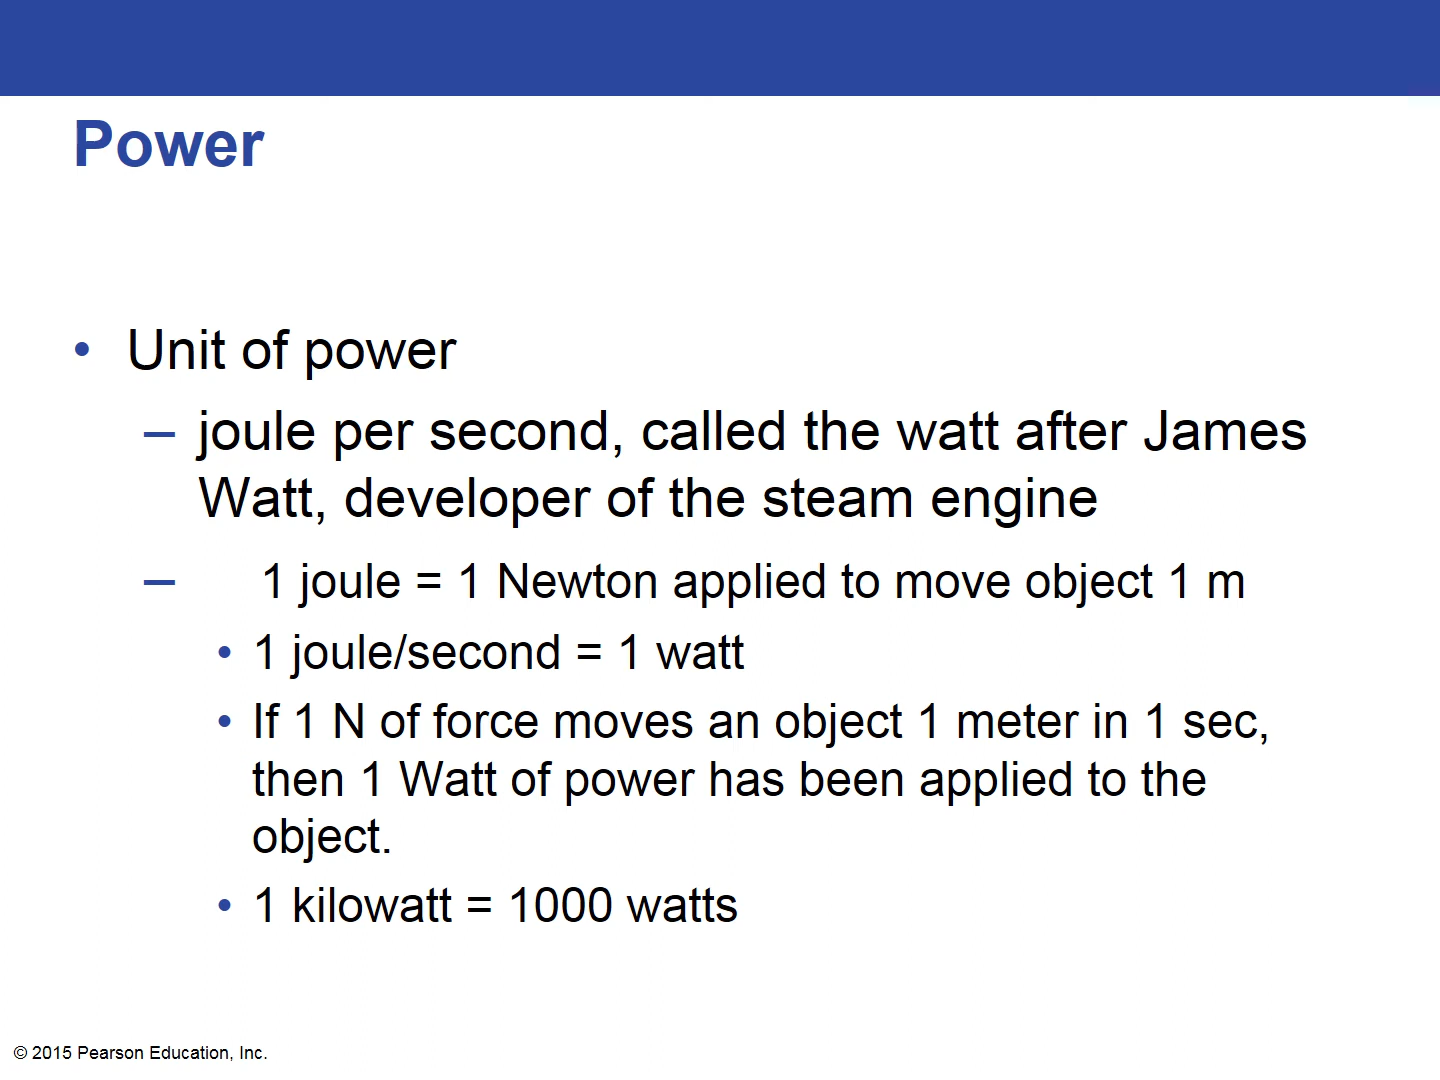 Power
• Unit of power
– joule per second, called the watt after James
Watt, developer of the steam engine
– 1 joule = 1 Newton applied to move object 1 m
• 1 joule/second = 1 watt
• If 1 N of force moves an object 1 meter in 1 sec,
then 1 Watt of power has been applied to the
object.
• 1 kilowatt = 1000 watts
© 2015 Pearson Education, Inc.